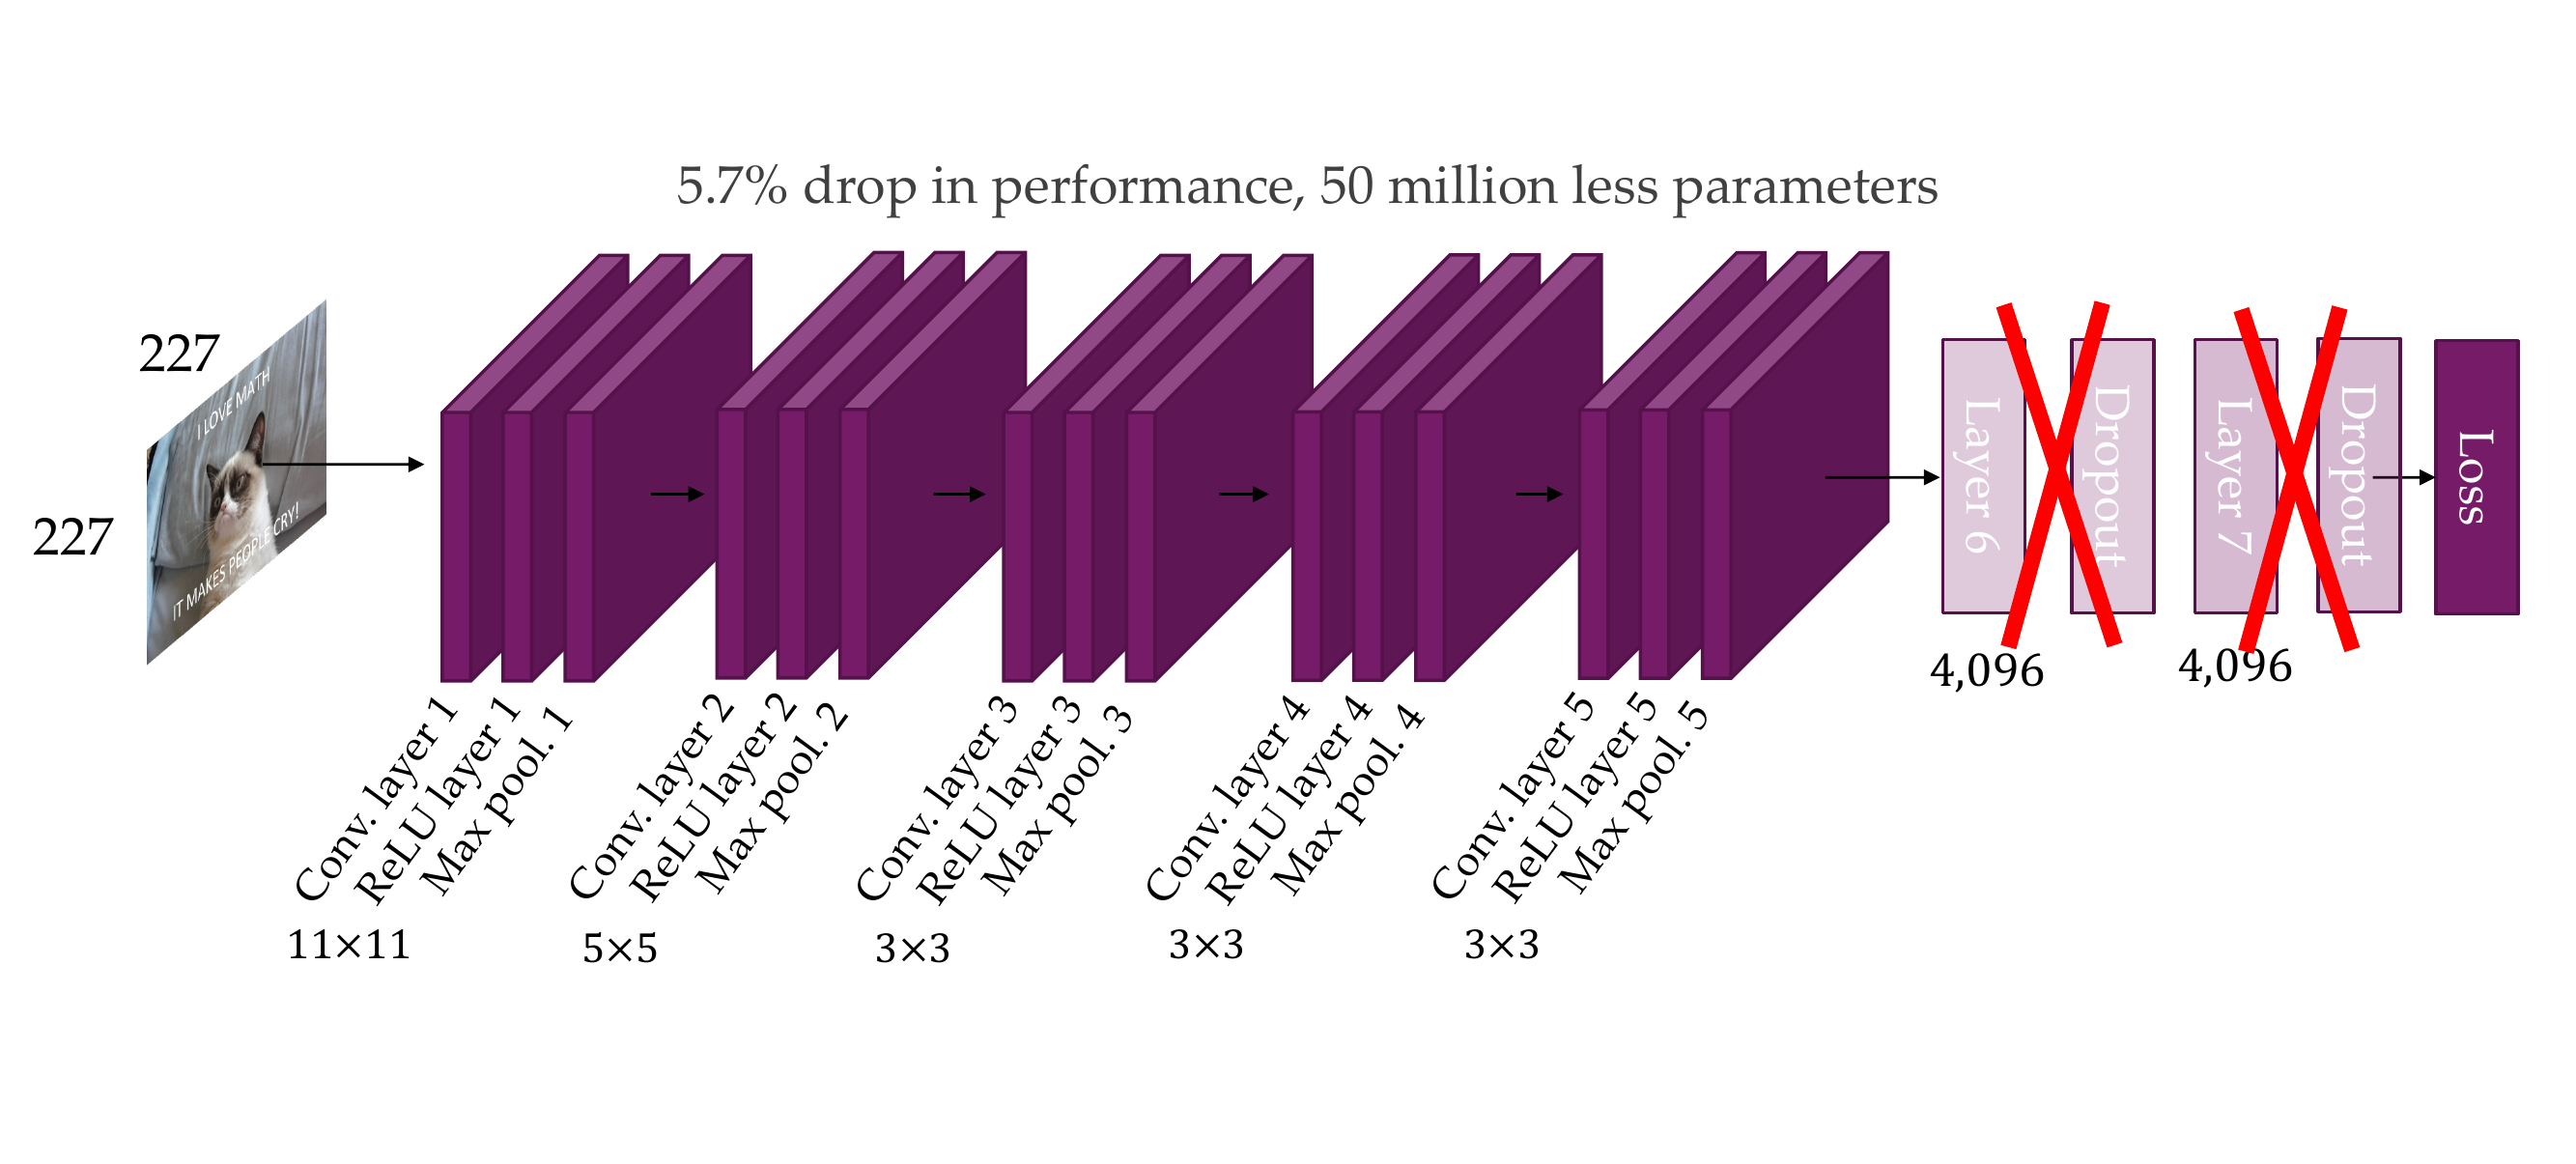 5.7% drop in performance, 50 million less parameters
227
227
I LOVE MATH
IT MAKES PEOPLE CRY!
Conv. layer 1
ReLU layer 1
Max pool. 1
11×11
Conv. layer 2
ReLU layer 2
Max pool. 2
5×5
Conv. layer 3
ReLU layer 3
Max pool. 3
3×3
Conv. layer 4
ReLU layer 4
Max pool. 4
3×3
Conv. layer 5
ReLU layer 5
Max pool. 5
3×3
Layer 6
Dropout
4,096
Layer 7
Dropout
4,096
Loss